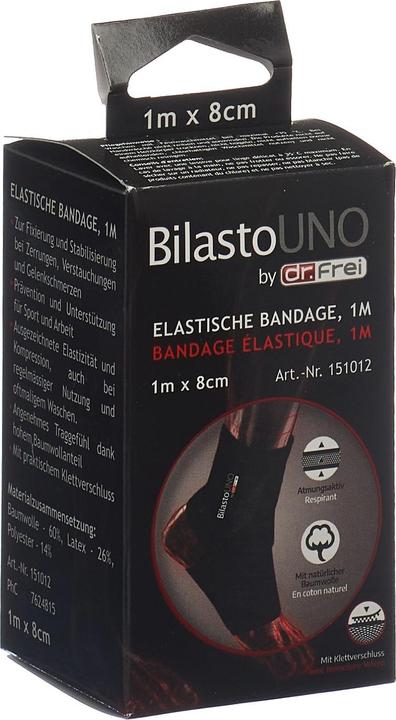 1m x 8cm
BilastoUNO
by dr.Frei
ELASTISCHE BANDAGE, 1M
BANDAGE ÉLASTIQUE, 1M
1m x 8cm Art.-Nr. 151012
BilastoUNO
Atmungsaktiv
Respirant
Mit natürlicher
Baumwolle
En coton naturel
Mit Klettverschluss
ELASTISCHE BANDAGE, 1M
Zur Fixierung und Stabilisierung
bei Zerrungen, Verstauchungen
und Gelenkschmerzen
Prävention und Unterstützung
für Sport und Arbeit
Ausgezeichnete Elastizität und
Kompression, auch bei
regelmässiger Nutzung und
oftmaligem Waschen.
Angenehmes Traggefühl dank
hohem Baumwollanteil
Mit praktischem Klettverschluss
Materialzusammensetzung:
Baumwolle - 60%, Latex - 26%,
Polyester - 14%
Art.-Nr. 151012
PhC 7624815
1m x 8cm